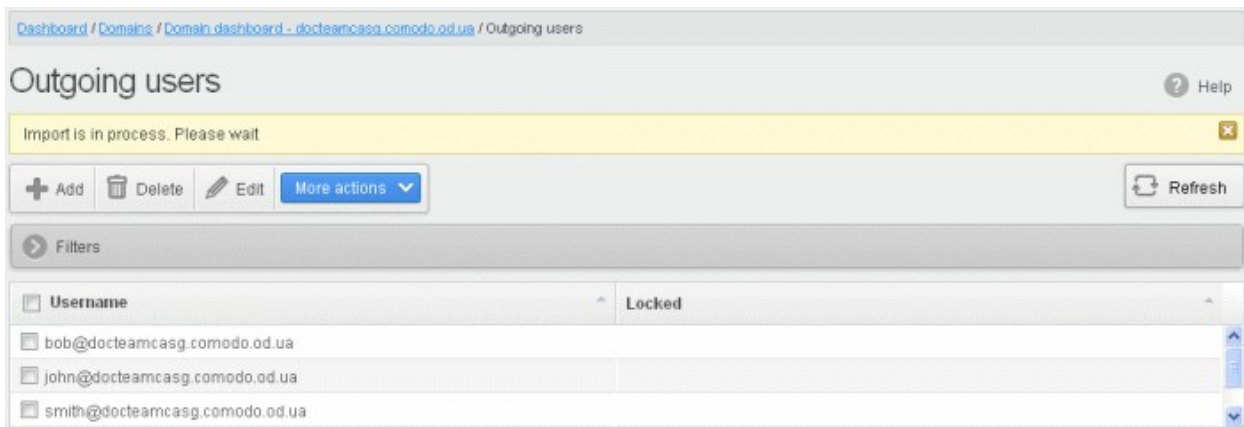 Dashboard / Domains / Domain dashboard - docteamcasg.comodo.od.ua / Outgoing users
Outgoing users
Help
Import is in process. Please wait
Add Delete Edit More actions Refresh
Filters
Username Locked
bob@docteamcasg.comodo.od.ua
john@docteamcasg.comodo.od.ua
smith@docteamcasg.comodo.od.ua